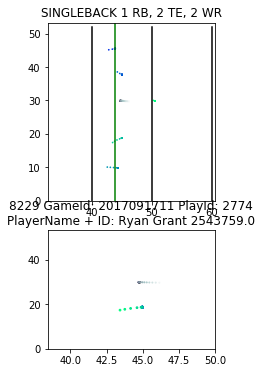 SINGLEBACK 1 RB, 2 TE, 2 WR
50
40
30
20
10
0
40 50 60
8229 GameId: 2017091711 PlayId: 2774
PlayerName + ID: Ryan Grant 2543759.0
40
20
0
40.0 42.5 45.0 47.5 50.0